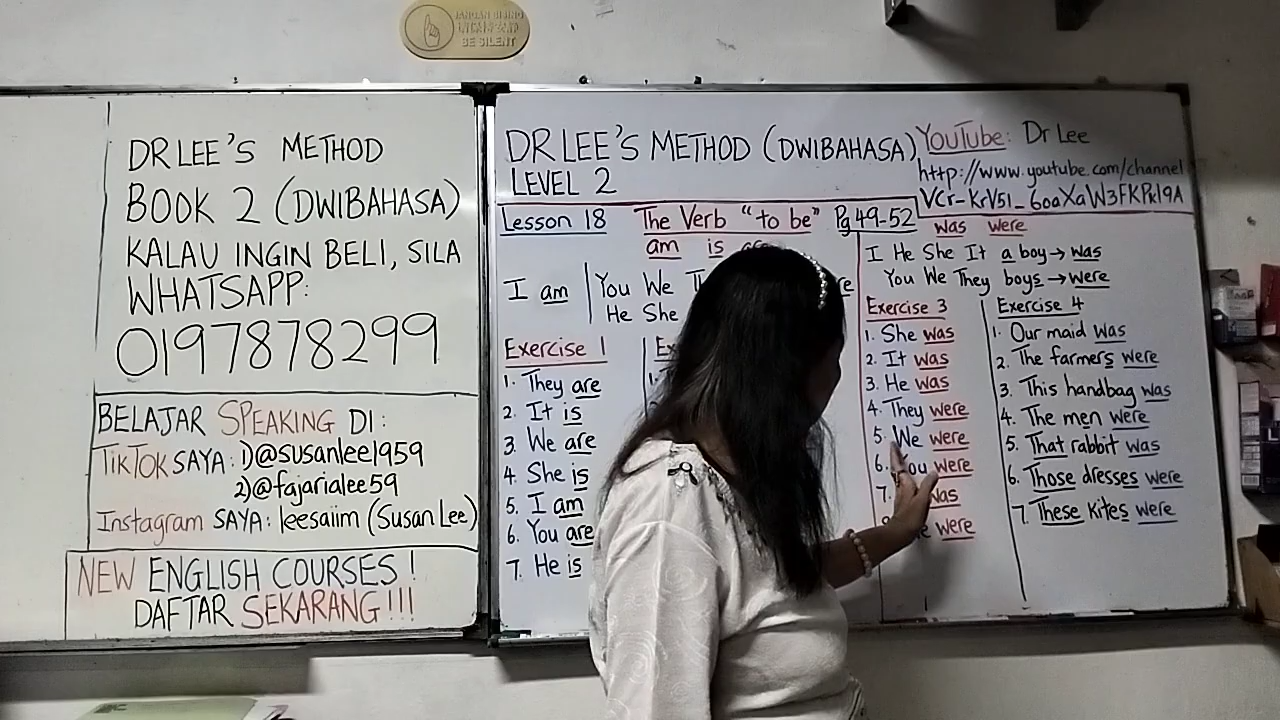 JANGAN BISING
BE SILENT
DR LEE'S METHOD
BOOK 2 (DWIBAHASA)
KALAU INGIN BELI, SILA
WHATSAPP:
0197878299
BELAJAR SPEAKING DI:
TikTok SAYA: 1)@susanlee1959
2)@fajarialee59
Instagram SAYA: leesaiim (Susan Lee)
NEW ENGLISH COURSES!
DAFTAR SEKARANG!!!
DR LEE'S METHOD (DWIBAHASA)
LEVEL 2
YouTube: Dr Lee
http://www.youtube.com/channel
Lesson 18 The Verb "to be" Pg 49-52
am is
I am You We
He She
Exercise 1
1. They are
2. It is
3. We are
4. She is
5. I am
6. You are
7. He is
was were
I He She It a boy→was
You We They boys→were
Exercise 3
1. She was
2. It was
3. He was
4. They were
5. We were
6. You were
7. was
were
Exercise 4
1. Our maid was
2. The farmers were
3. This handbag was
4. The men were
5. That rabbit was
6. Those dresses were
7. These kites were